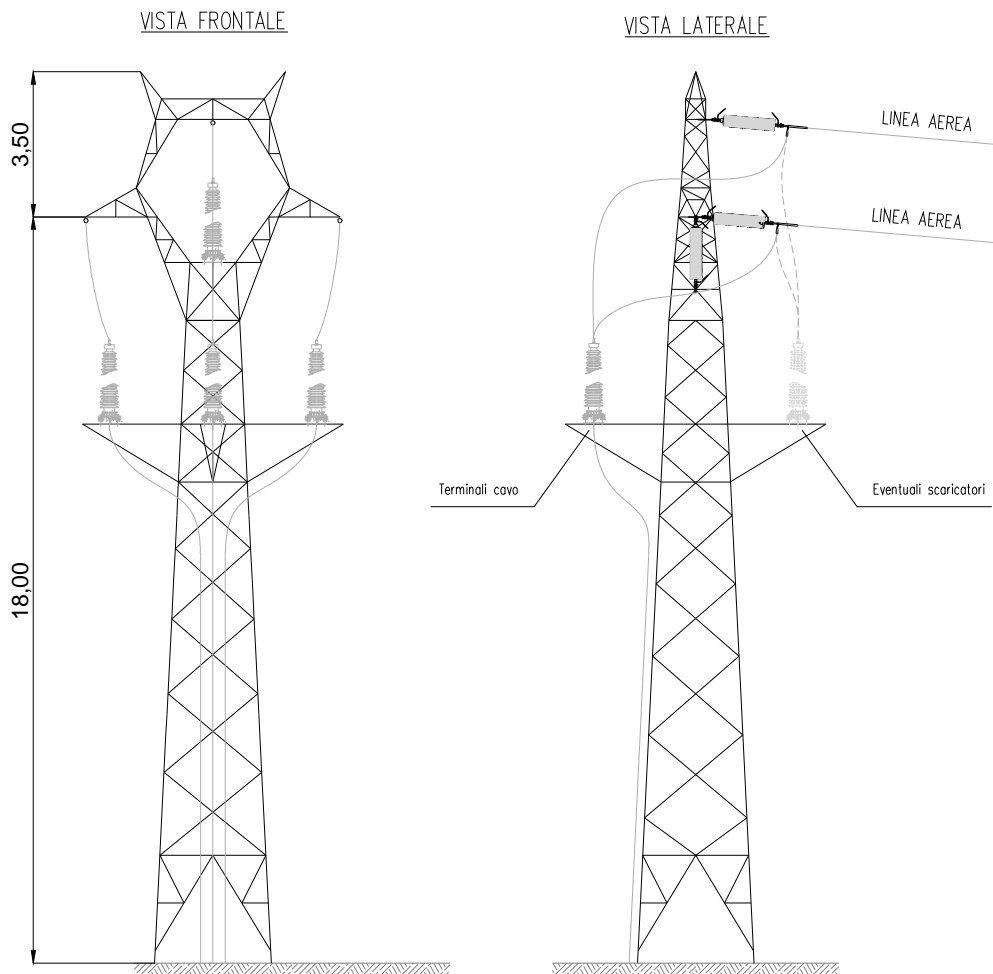 VISTA FRONTALE
VISTA LATERALE
3,50
LINEA AEREA
LINEA AEREA
Terminali cavo
Eventuali scaricatori
18,00